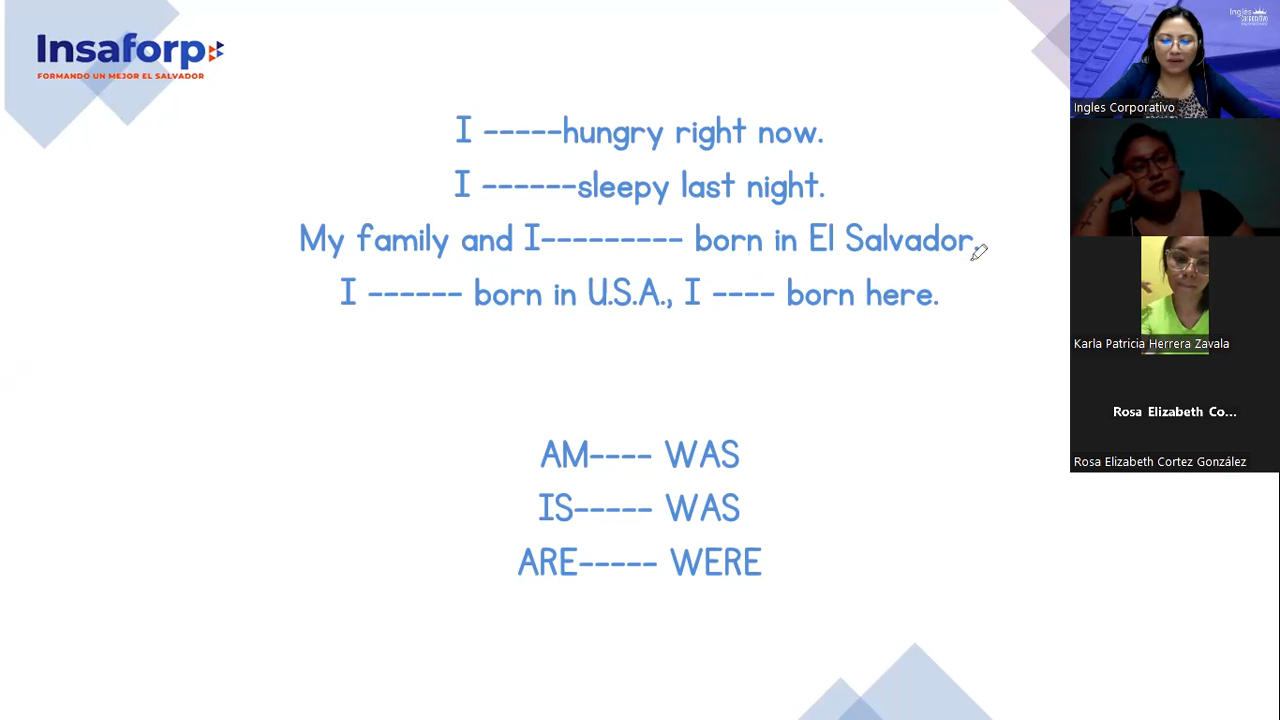 Insaforp
FORMANDO UN MEJOR EL SALVADOR
I -----hungry right now.
I ------sleepy last night.
My family and I--------- born in El Salvador.
I ------ born in U.S.A., I ---- born here.
AM---- WAS
IS----- WAS
ARE----- WERE
Ingles Corporativo
Karla Patricia Herrera Zavala
Rosa Elizabeth Co...
Rosa Elizabeth Cortez González